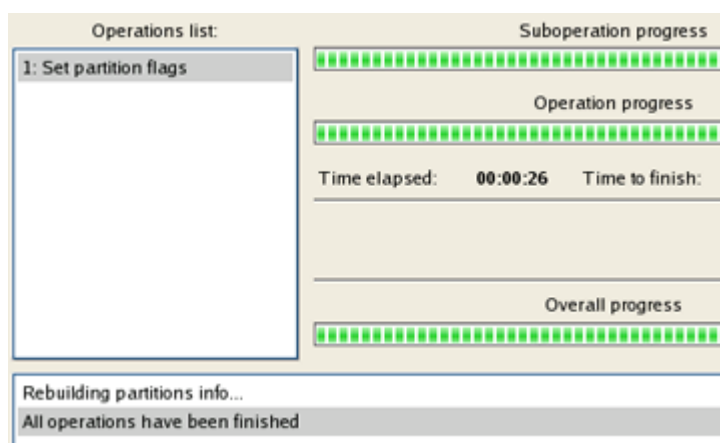 Operations list:
1: Set partition flags
Suboperation progress
Operation progress
Time elapsed: 00:00:26 Time to finish:
Overall progress
Rebuilding partitions info...
All operations have been finished